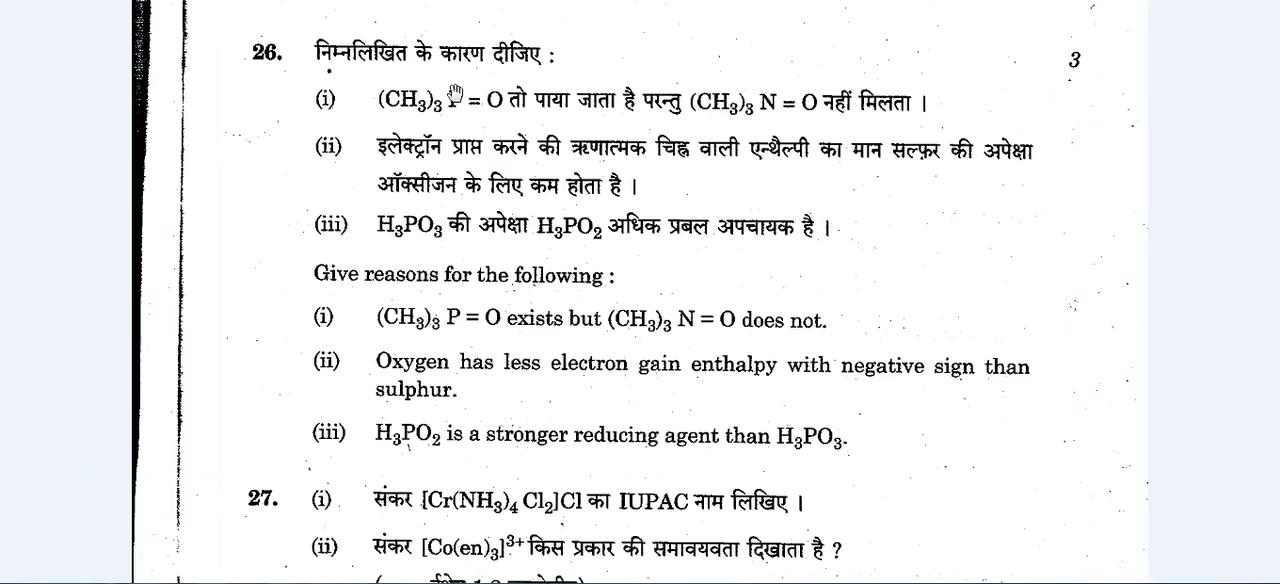 26. निम्नलिखित के कारण दीजिए : 3
(i) (CH₃)₃ = O तो पाया जाता है परन्तु (CH₃)₃ N = O नहीं मिलता ।
(ii) इलेक्ट्रॉन प्राप्त करने की ऋणात्मक चिह्न वाली एन्थैल्पी का मान सल्फ़र की अपेक्षा
ऑक्सीजन के लिए कम होता है ।
(iii) H₃PO₃ की अपेक्षा H₃PO₂ अधिक प्रबल अपचायक है ।
Give reasons for the following :
(i) (CH₃)₃ P = O exists but (CH₃)₃ N = O does not.
(ii) Oxygen has less electron gain enthalpy with negative sign than
sulphur.
(iii) H₃PO₂ is a stronger reducing agent than H₃PO₃.
27. (i) संकर [Cr(NH₃)₄ Cl₂]Cl का IUPAC नाम लिखिए ।
(ii) संकर [Co(en)₃]³⁺ किस प्रकार की समावयवता दिखाता है ?